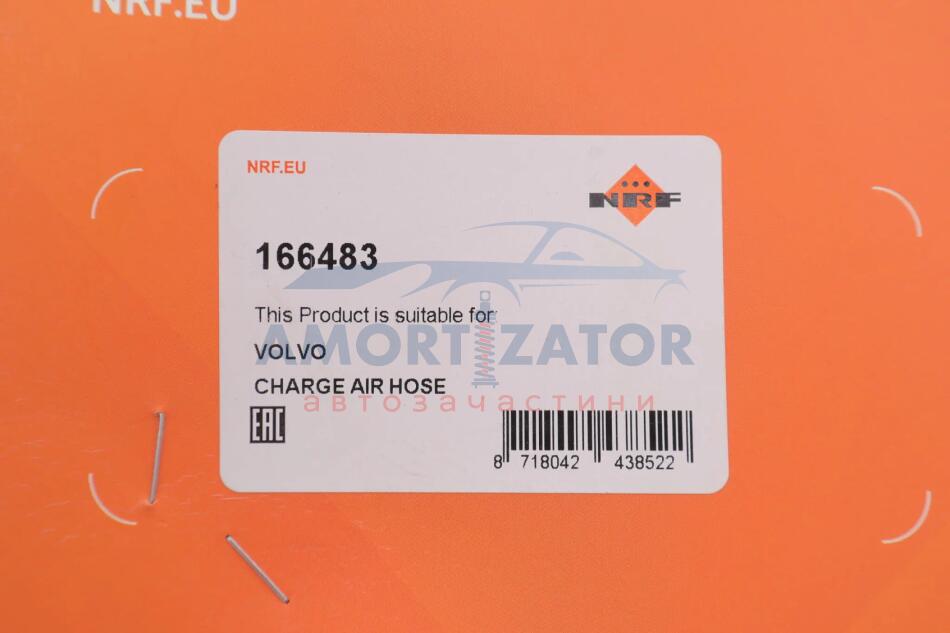 NRF.EU
NRF.EU
NRF
166483
This Product is suitable for:
AMORTIZATOR
VOLVO
CHARGE AIR HOSE
автозачастини
EAC
8 718042 438522